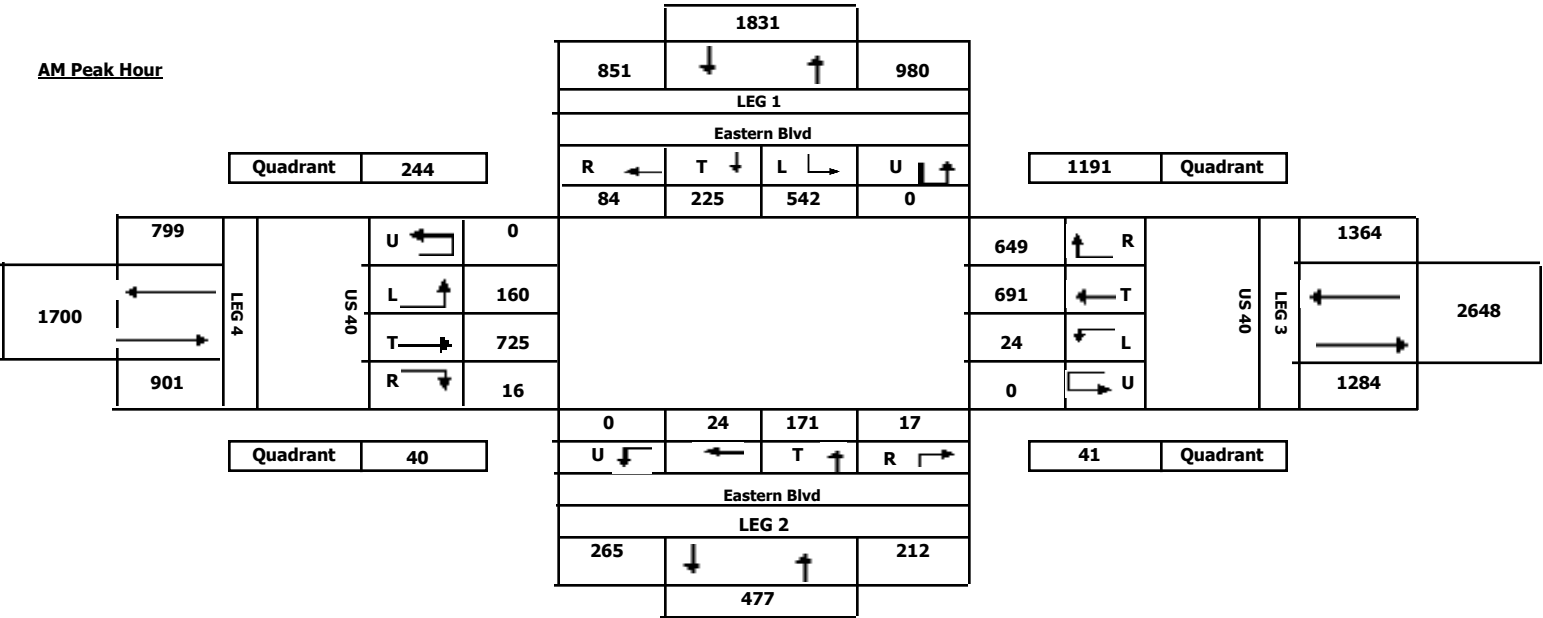 1831
AM Peak Hour
851 980
LEG 1
Eastern Blvd
Quadrant 244
R T L U
1191 Quadrant
84 225 542 0
799 U 0
649 R 1364
1700 LEG 4 US 40 L 160
691 T US 40 LEG 3 2648
T 725
24 L
901 R 16
0 U 1284
0 24 171 17
Quadrant 40
U T R
41 Quadrant
Eastern Blvd
LEG 2
265 212
477